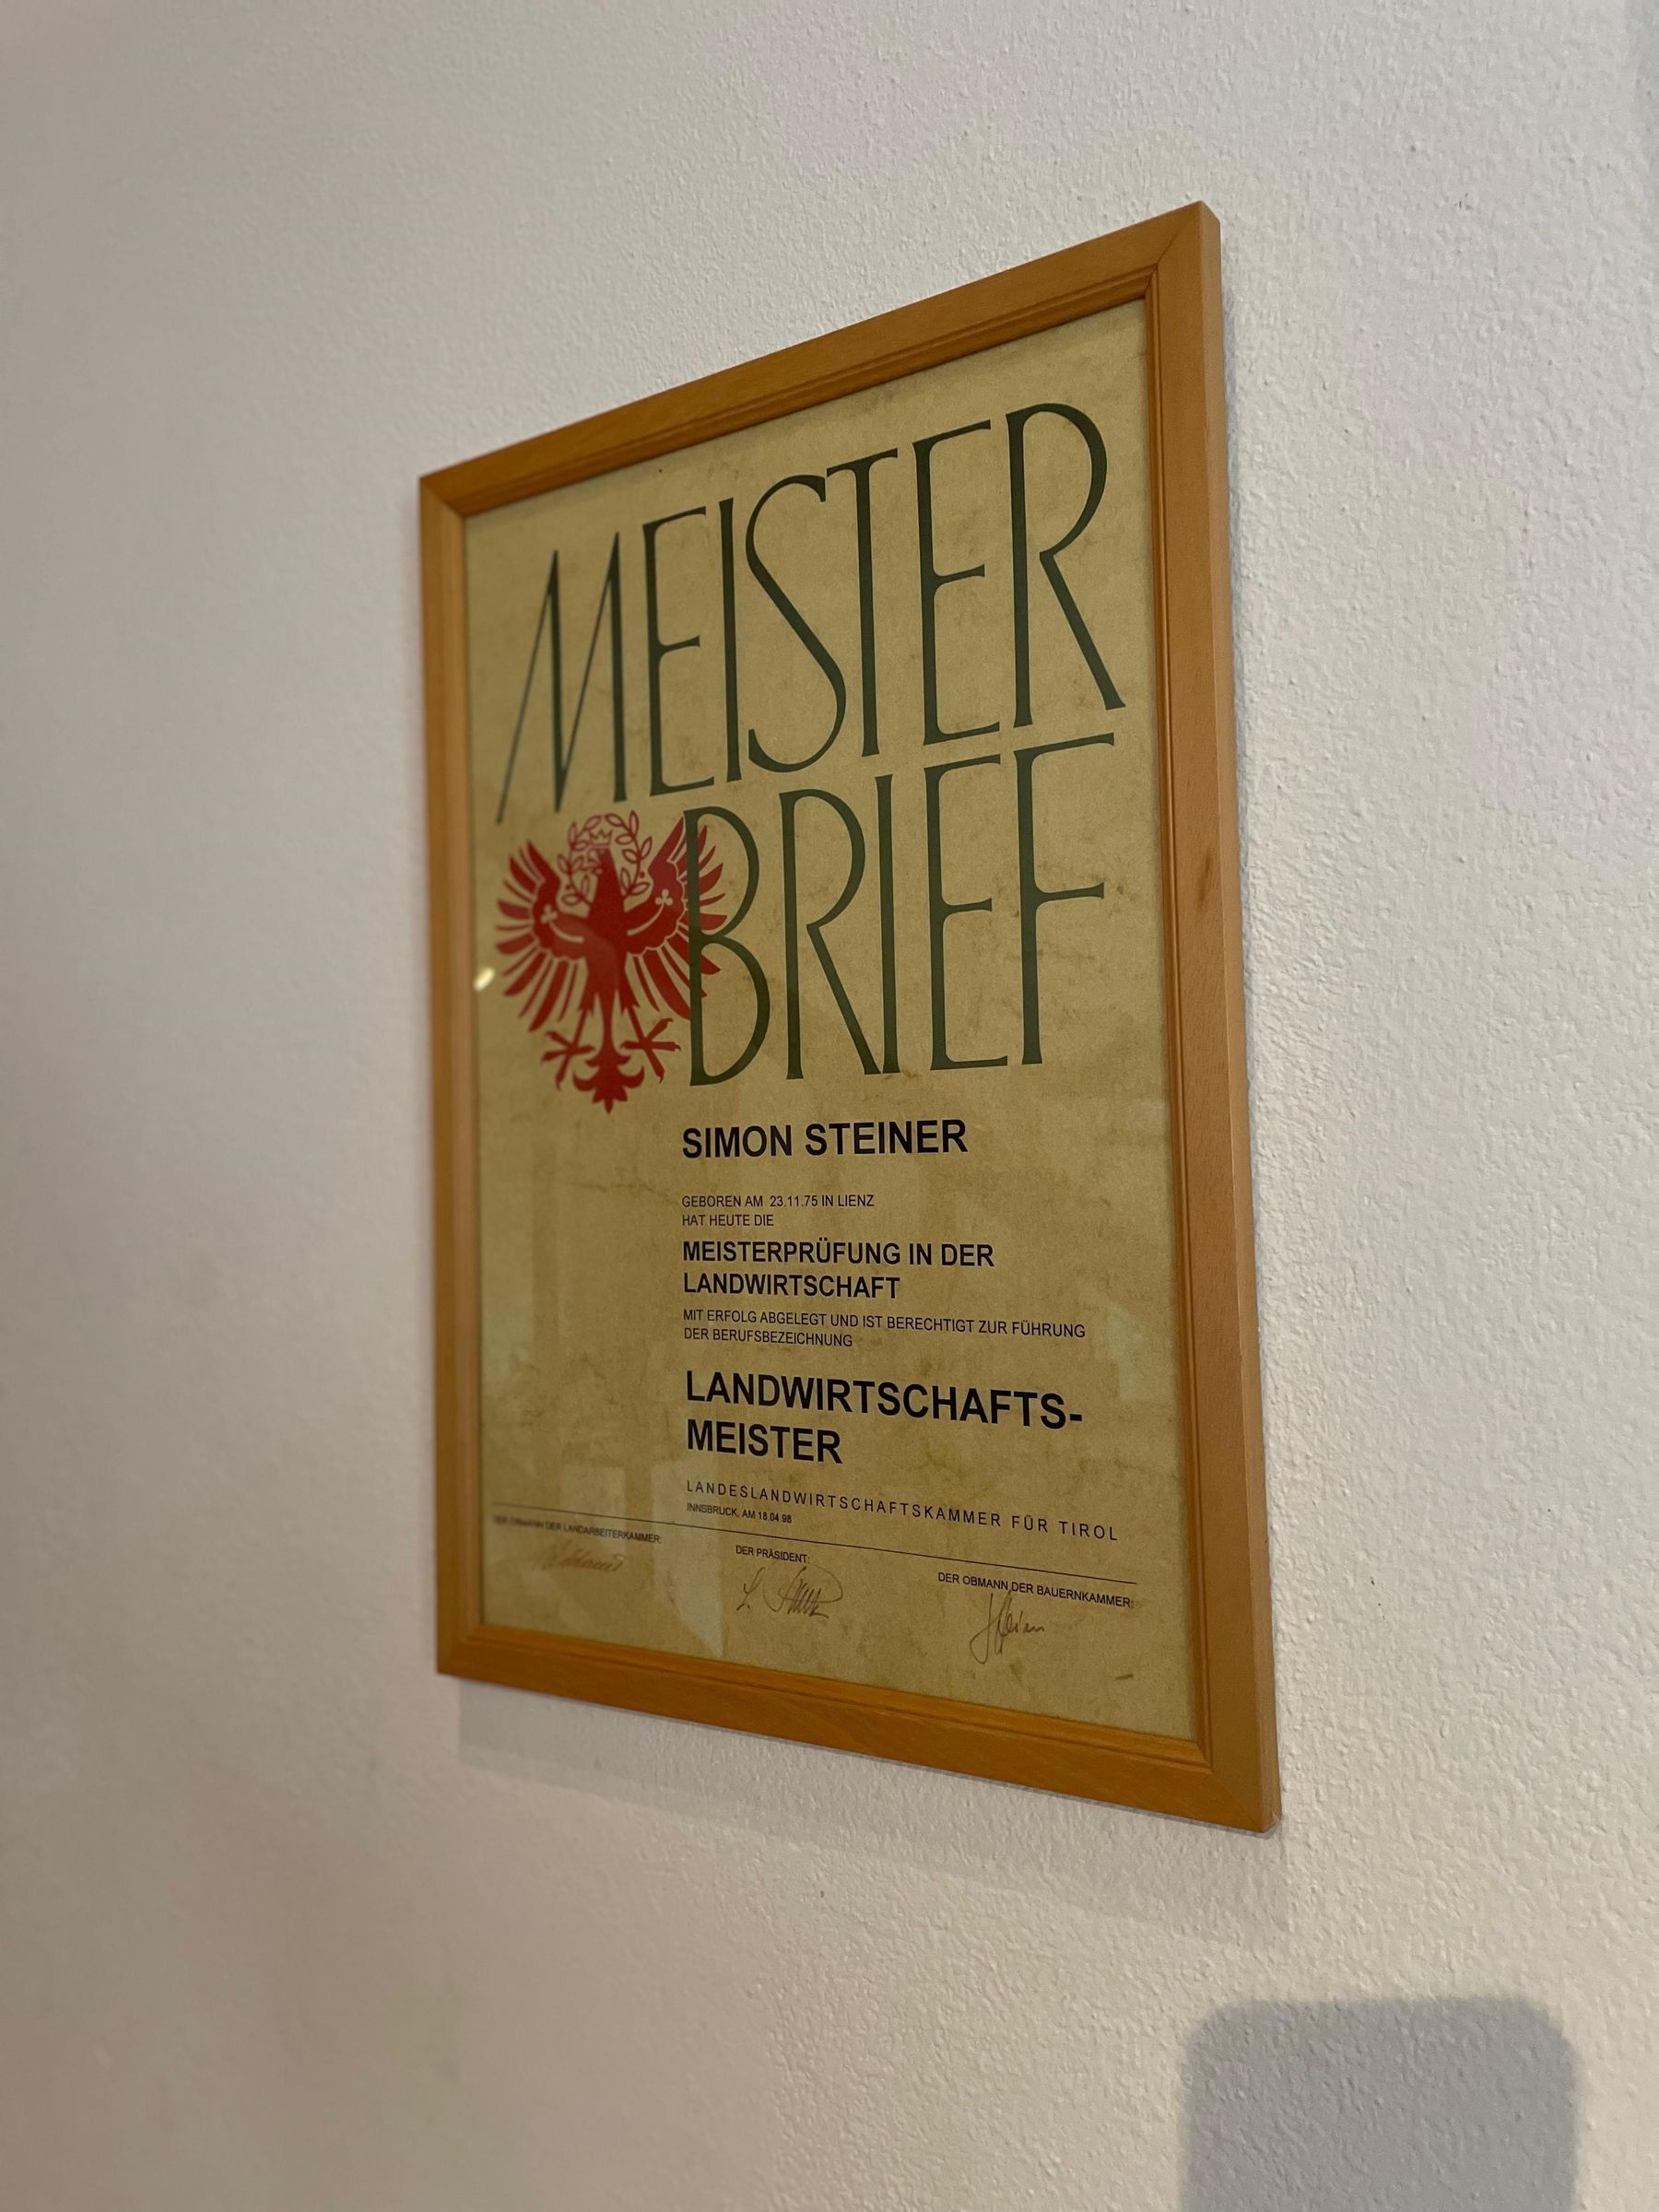 MEISTER
BRIEF
SIMON STEINER
GEBOREN AM 23.11.75 IN LIENZ
HAT HEUTE DIE
MEISTERPRÜFUNG IN DER
LANDWIRTSCHAFT
MIT ERFOLG ABGELEGT UND IST BERECHTIGT ZUR FÜHRUNG
DER BERUFSBEZEICHNUNG
LANDWIRTSCHAFTS-
MEISTER
LANDESLANDWIRTSCHAFTSKAMMER FÜR TIROL
INNSBRUCK, AM 18 04 98
DER OBMANN DER LANDARBEITERKAMMER:
DER PRÄSIDENT:
DER OBMANN DER BAUERNKAMMER: